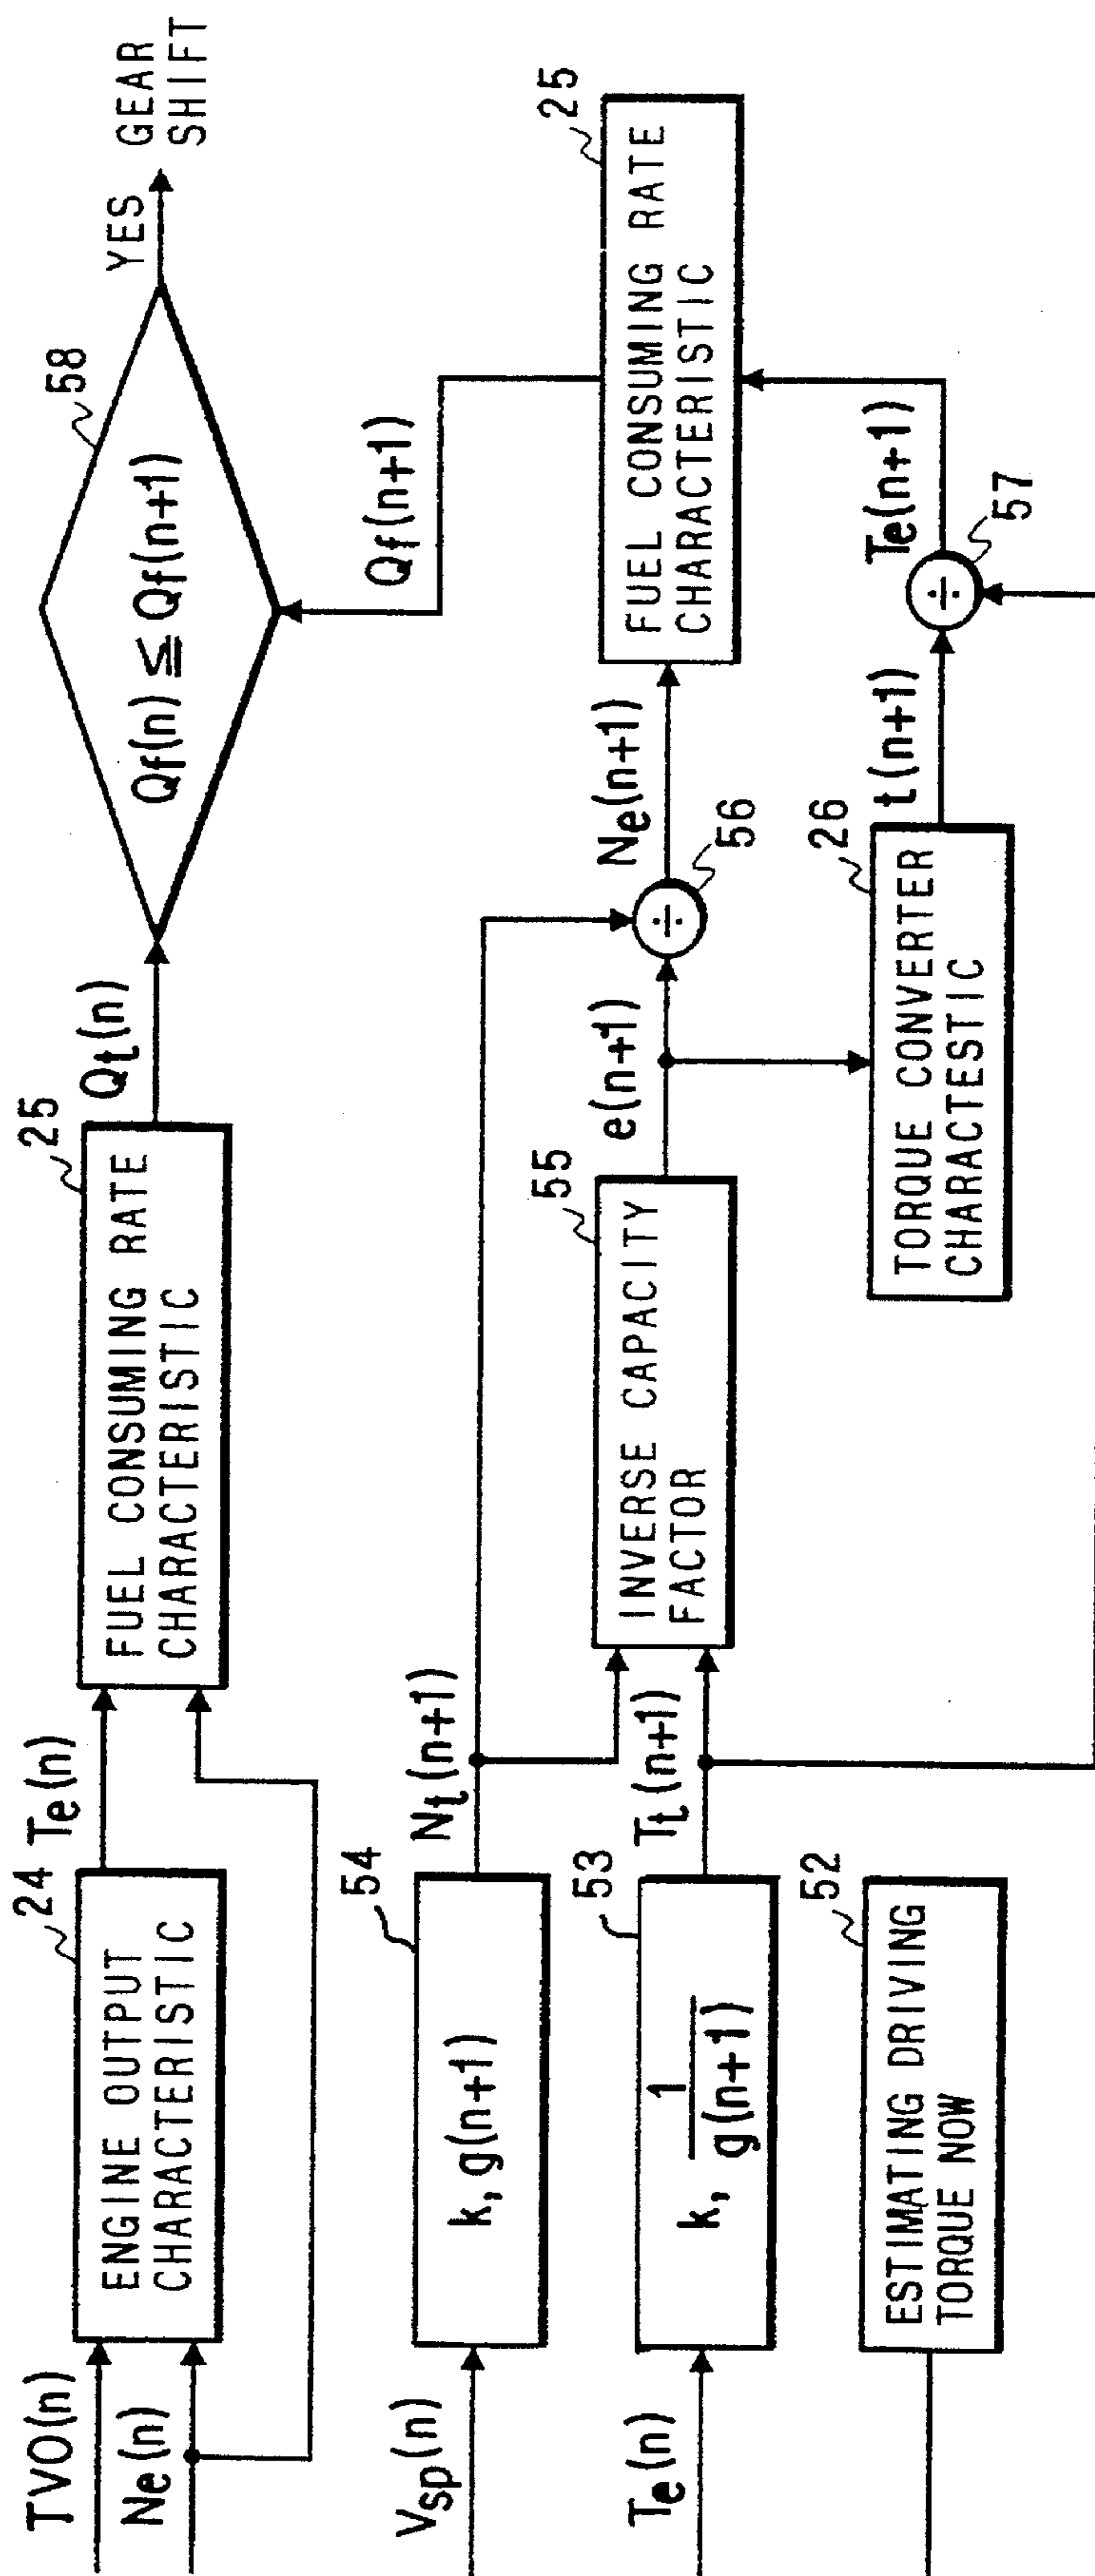 TVO(n)
Ne(n)
24
ENGINE OUTPUT
CHARACTERISTIC
Te(n)
25
FUEL CONSUMING RATE
CHARACTERISTIC
Qt(n)
58
Qf(n) ≦ Qf(n+1)
YES
GEAR
SHIFT
Vsp(n)
54
k, g(n+1)
Nt(n+1)
Te(n)
53
k, 1
g(n+1)
Tt(n+1)
55
INVERSE CAPACITY
FACTOR
e(n+1)
÷
56
Ne(n+1)
25
FUEL CONSUMING RATE
CHARACTERISTIC
Qf(n+1)
52
ESTIMATING DRIVING
TORQUE NOW
26
TORQUE CONVERTER
CHARACTESTIC
t(n+1)
÷
57
Te(n+1)